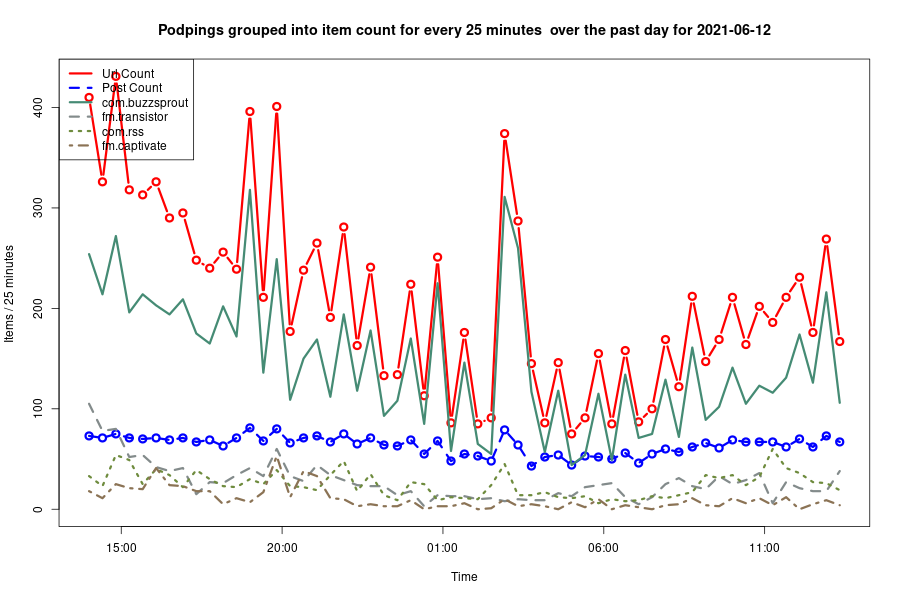 Podpings grouped into item count for every 25 minutes  over the past day for 2021-06-12
Url Count
Post Count
com.buzzsprout
fm.transistor
com.rss
fm.captivate
Items / 25 minutes
400
300
200
100
0
15:00 20:00 01:00 06:00 11:00
Time